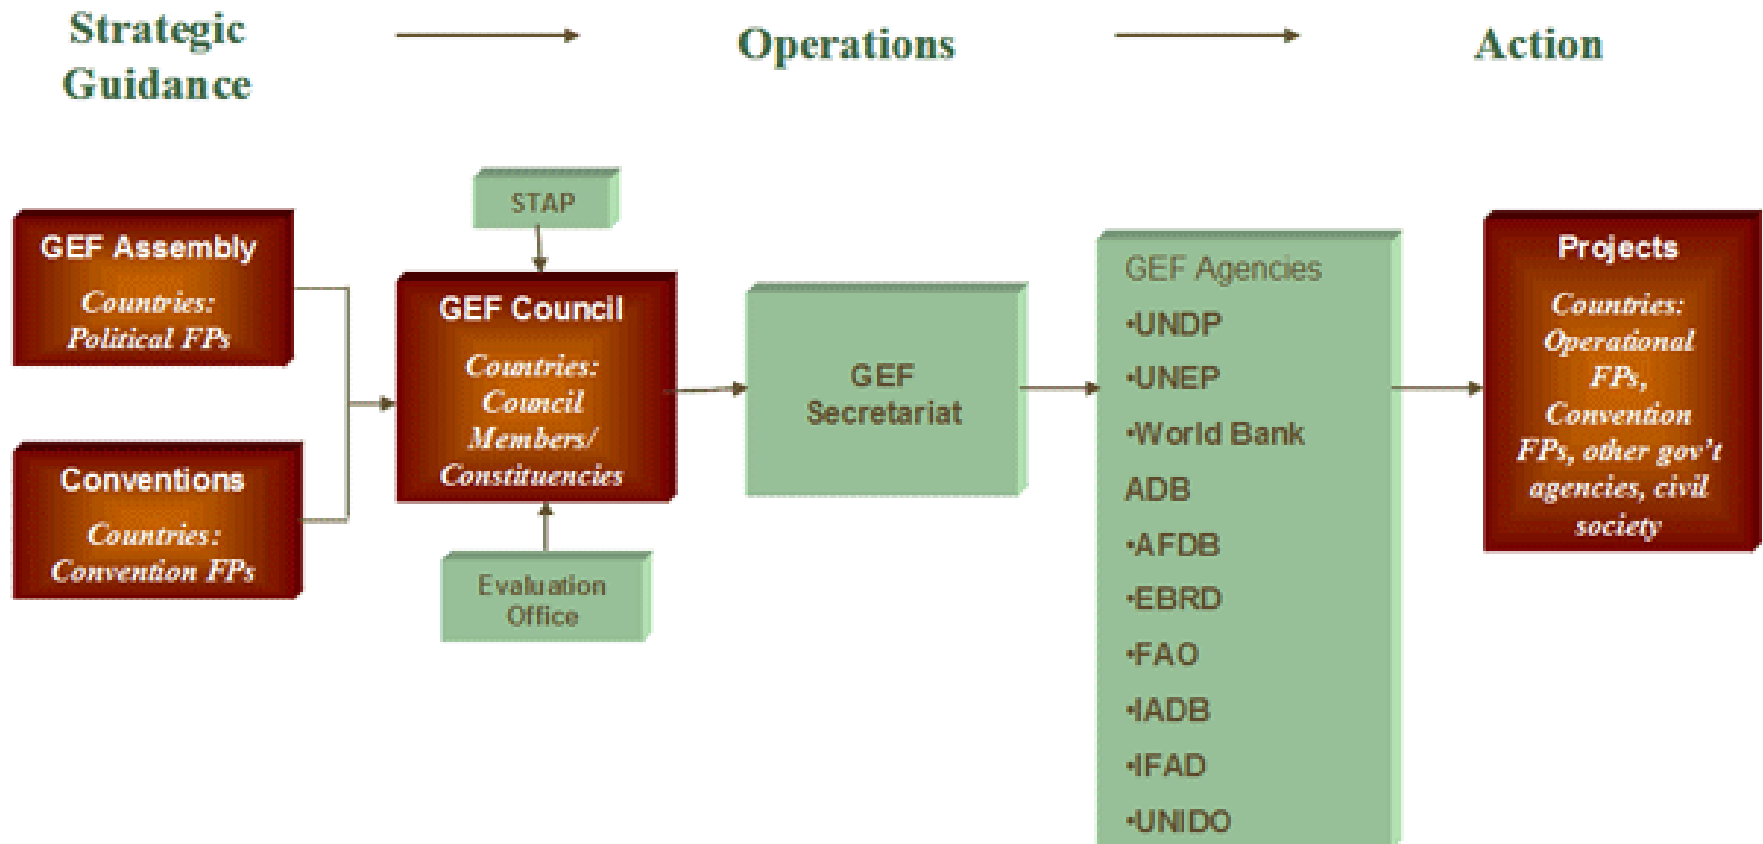 Strategic
Guidance
Operations
Action
STAP
GEF Assembly
Countries:
Political FPs
Conventions
Countries:
Convention FPs
GEF Council
Countries:
Council
Members/
Constituencies
Evaluation
Office
GEF
Secretariat
GEF Agencies
•UNDP
•UNEP
•World Bank
ADB
•AFDB
•EBRD
•FAO
•IADB
•IFAD
•UNIDO
Projects
Countries:
Operational
FPs,
Convention
FPs, other gov't
agencies, civil
society